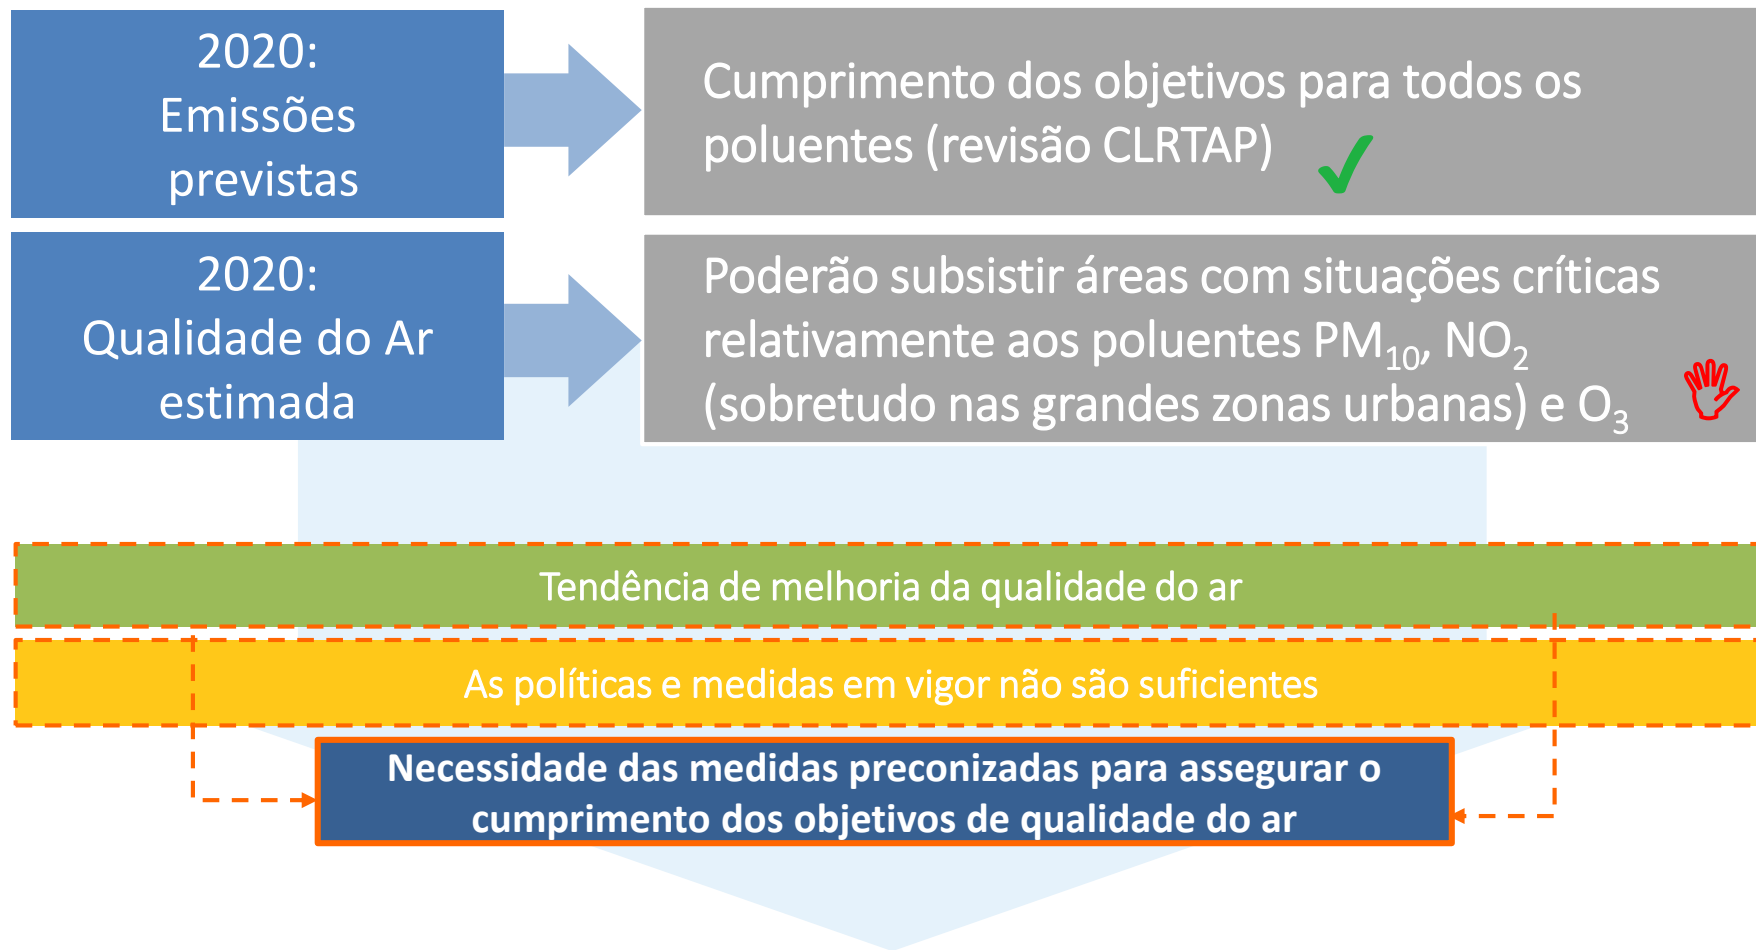 2020:
Emissões
previstas
Cumprimento dos objetivos para todos os
poluentes (revisão CLRTAP)
2020:
Qualidade do Ar
estimada
Poderão subsistir áreas com situações críticas
relativamente aos poluentes PM₁₀, NO₂
(sobretudo nas grandes zonas urbanas) e O₃
Tendência de melhoria da qualidade do ar
As políticas e medidas em vigor não são suficientes
Necessidade das medidas preconizadas para assegurar o
cumprimento dos objetivos de qualidade do ar